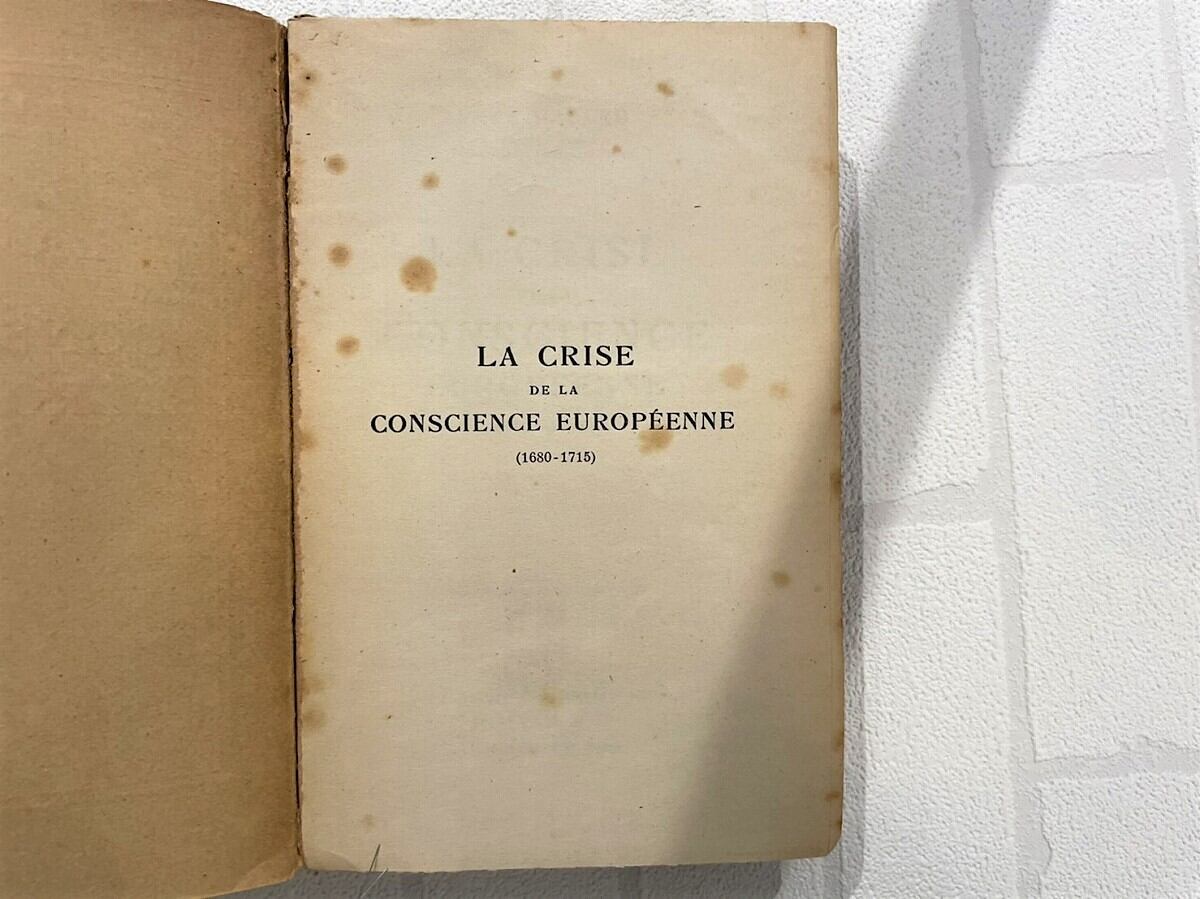 LA CRISE
DE LA
CONSCIENCE EUROPÉENNE
(1680-1715)